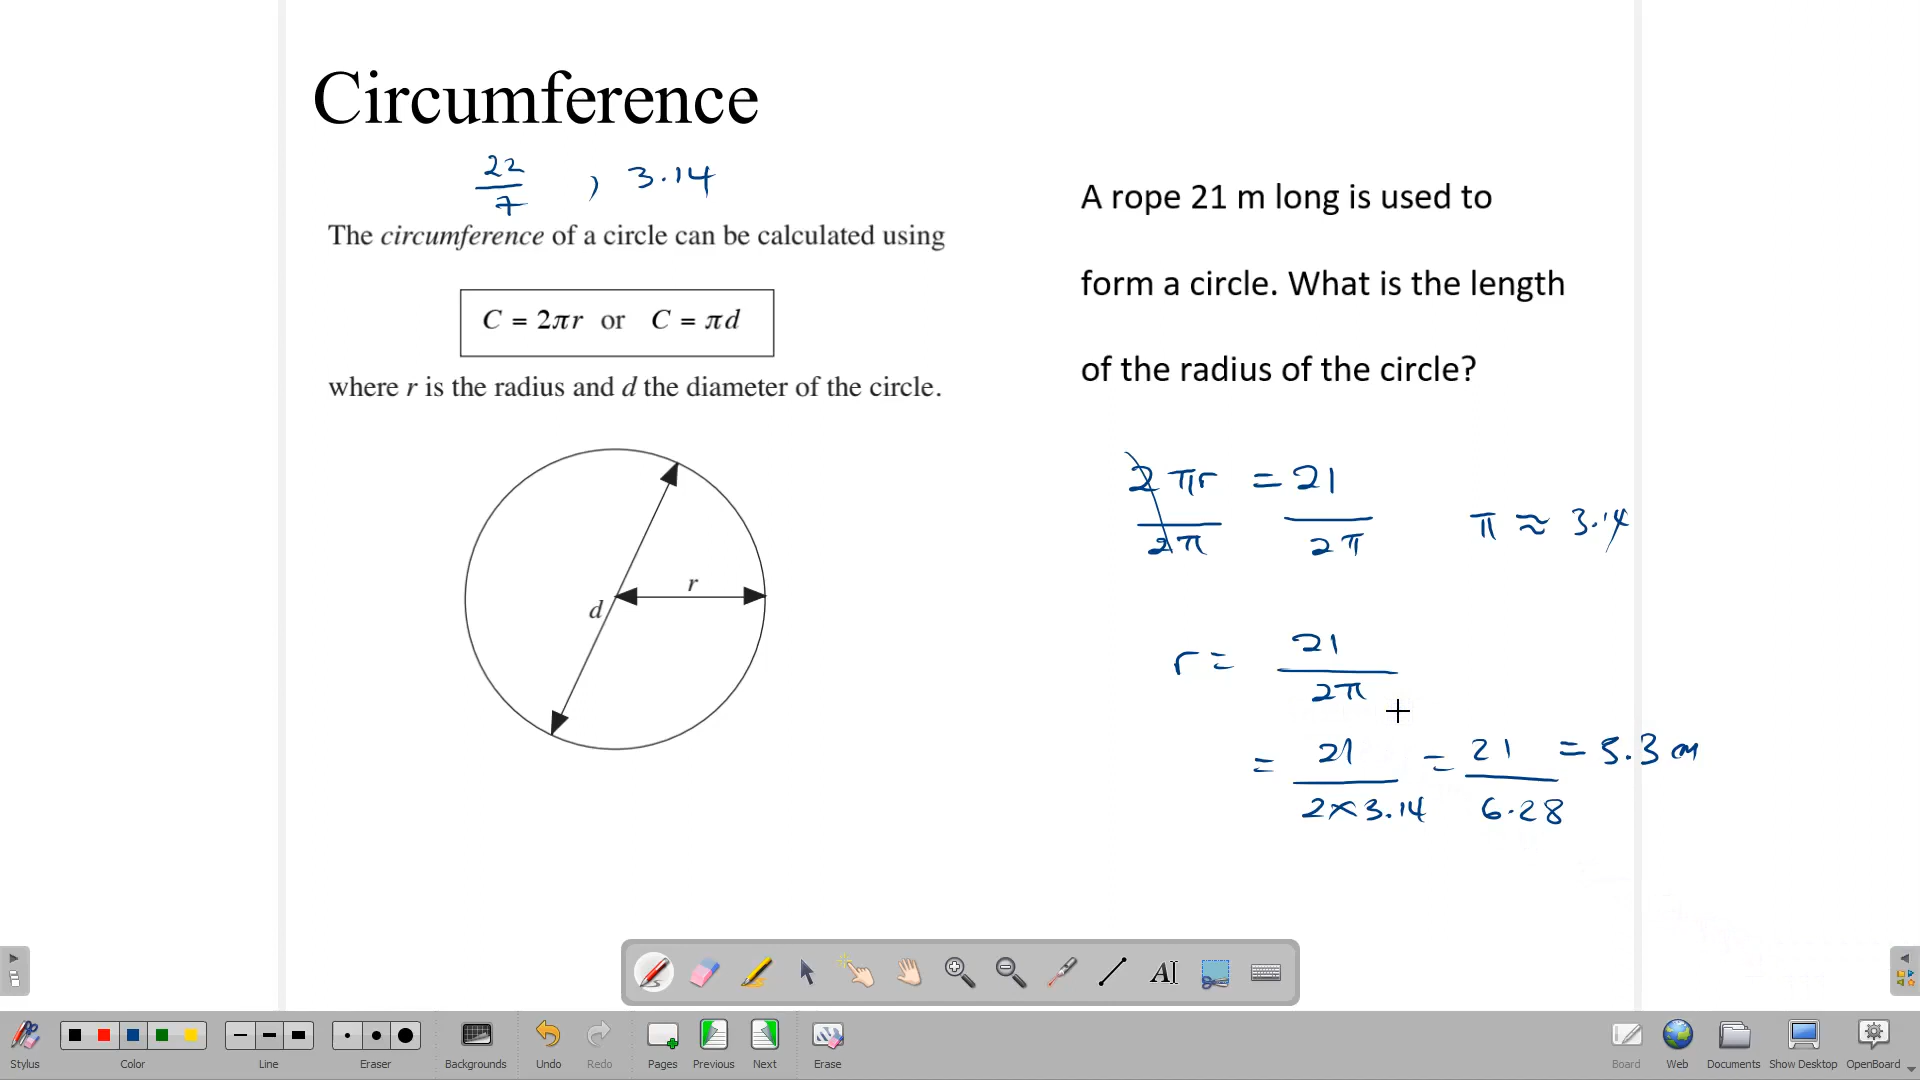 Circumference
22/7 , 3.14
The circumference of a circle can be calculated using
C = 2πr or C = πd
where r is the radius and d the diameter of the circle.
r
d
A rope 21 m long is used to
form a circle. What is the length
of the radius of the circle?
2πr/2π = 21/2π π ≈ 3.14
r = 21/2π
= 21/2×3.14 = 21/6.28 = 3.3 m
AI
Stylus
Color
Line
Eraser
Backgrounds
Undo
Redo
Pages
Previous
Next
Erase
Board
Web
Documents
Show Desktop
OpenBoard